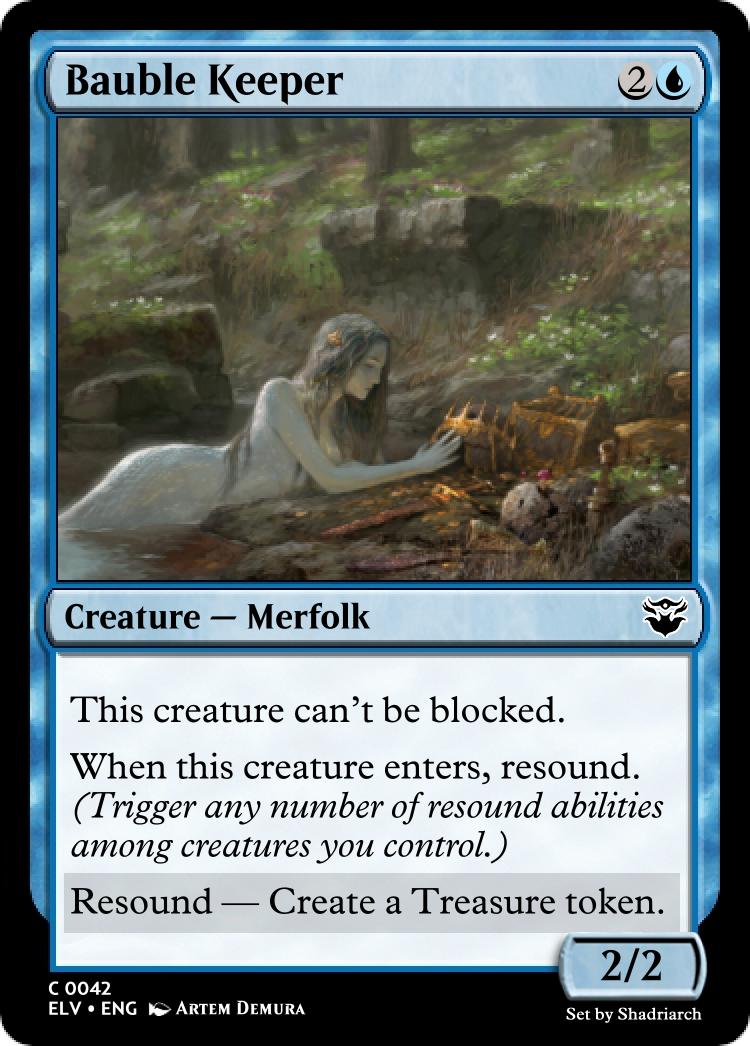 Bauble Keeper 2
Creature — Merfolk
This creature can't be blocked.
When this creature enters, resound.
(Trigger any number of resound abilities
among creatures you control.)
Resound — Create a Treasure token.
2/2
C 0042
ELV • ENG ARTEM DEMURA
Set by Shadriarch